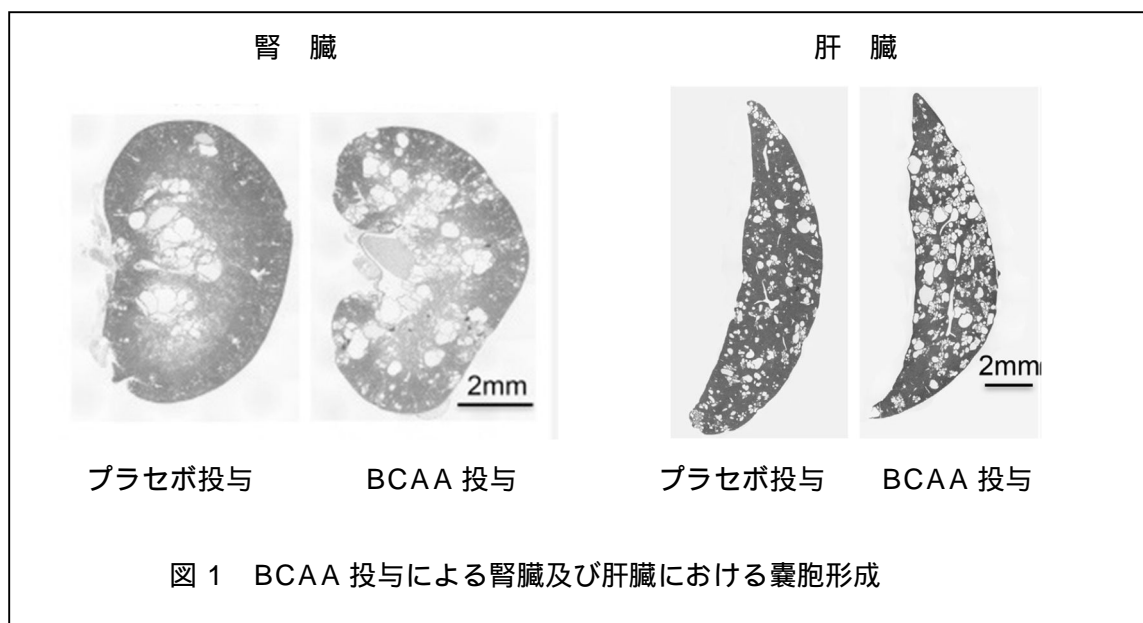 腎 臓
肝 臓
2mm
2mm
プラセボ投与
BCAA 投与
プラセボ投与
BCAA 投与
図 1 BCAA 投与による腎臓及び肝臓における嚢胞形成